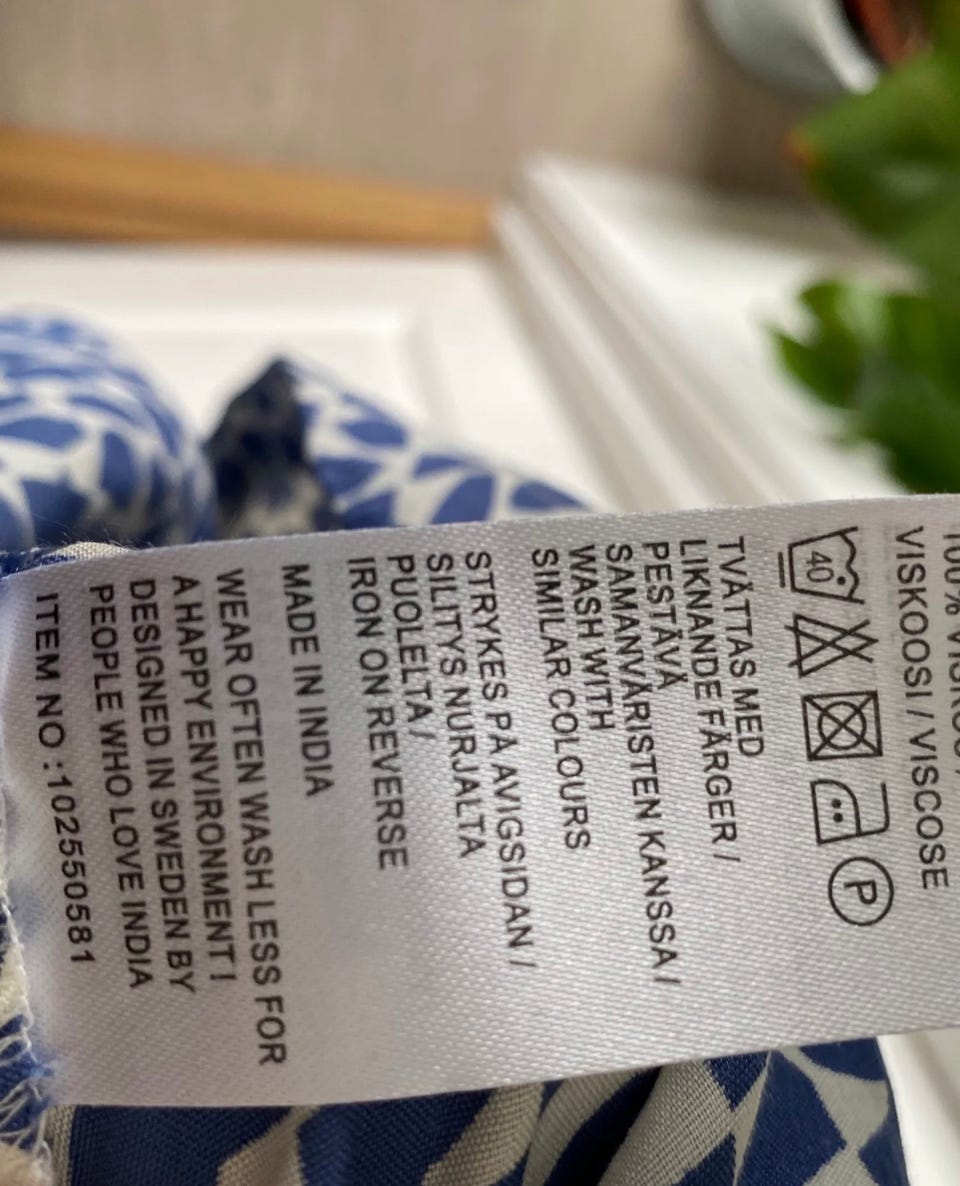 100%
VISKOOSI / VISCOSE
40 P
TVÄTTAS MED
LIKNANDE FÄRGER /
PESTÄVÄ
SAMANVÄRISTEN KANSSA /
WASH WITH
SIMILAR COLOURS
STRYKES PÅ AVIGSIDAN /
SILITYS NURJALTA
PUOLELTA /
IRON ON REVERSE
MADE IN INDIA
WEAR OFTEN WASH LESS FOR
A HAPPY ENVIRONMENT !
DESIGNED IN SWEDEN BY
PEOPLE WHO LOVE INDIA
ITEM NO :102550581